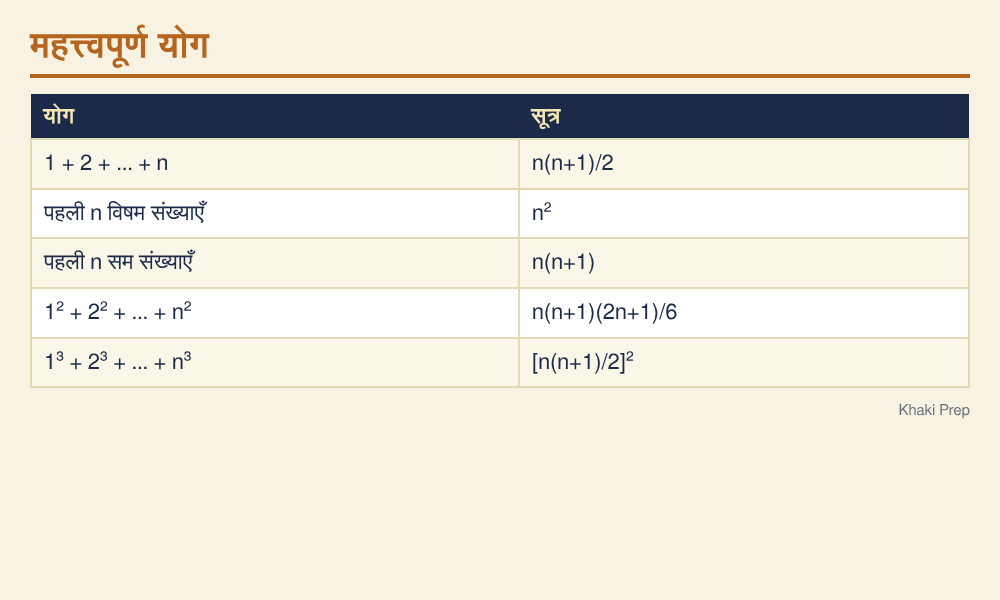 महत्त्वपूर्ण योग
योग सूत्र
1 + 2 + ... + n n(n+1)/2
पहली n विषम संख्याएँ n²
पहली n सम संख्याएँ n(n+1)
1² + 2² + ... + n² n(n+1)(2n+1)/6
1³ + 2³ + ... + n³ [n(n+1)/2]²
Khaki Prep